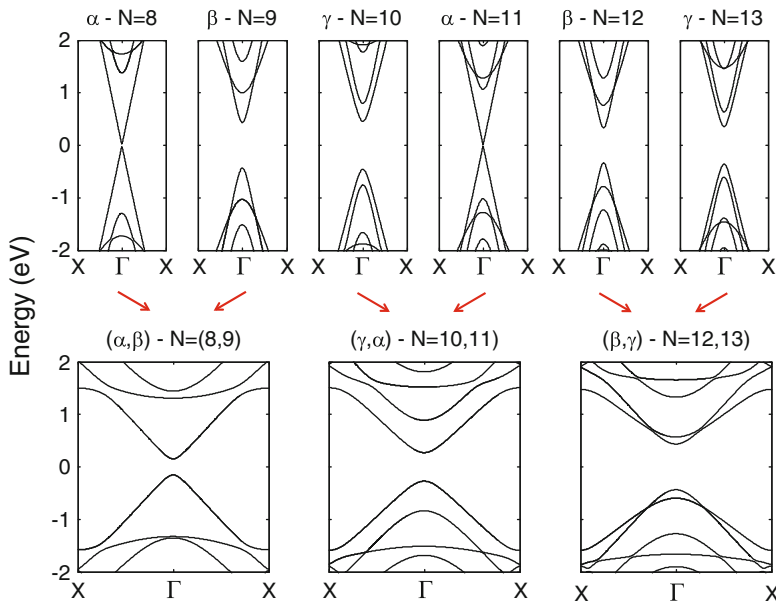 α - N=8
β - N=9
γ - N=10
α - N=11
β - N=12
γ - N=13
2
1
0
-1
-2
X Γ X
X Γ X
X Γ X
X Γ X
X Γ X
X Γ X
Energy (eV)
(α,β) - N=(8,9)
(γ,α) - N=10,11)
(β,γ) - N=12,13)
2
1
0
-1
-2
X Γ X
X Γ X
X Γ X